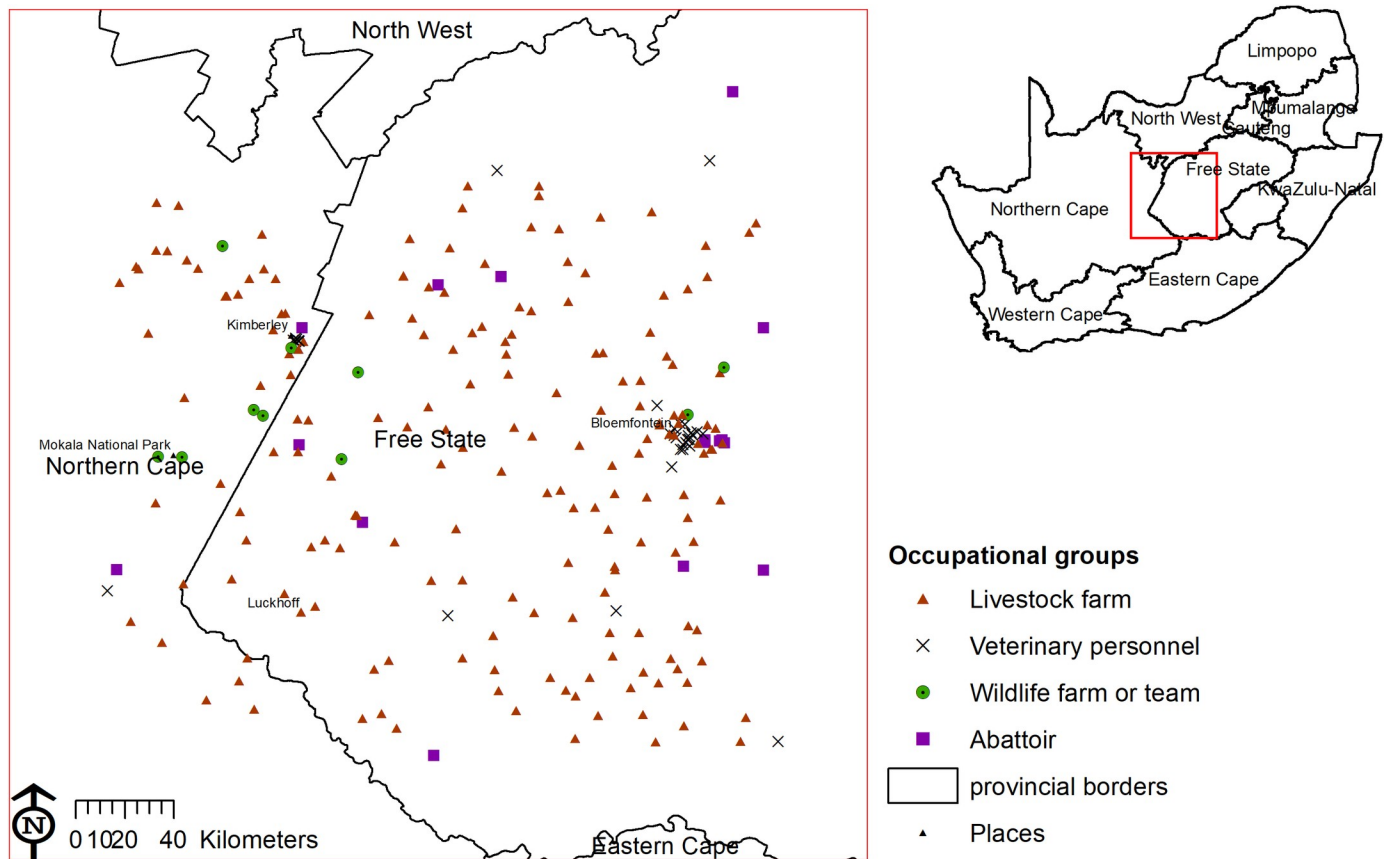 North West
Kimberley
Bloemfontein
Free State
Mokala National Park
Northern Cape
Luckhoff
Eastern Cape
N
0 10 20 40 Kilometers
Limpopo
Mpumalanga
North West
Gauteng
Free State
KwaZulu-Natal
Northern Cape
Eastern Cape
Western Cape
Occupational groups
Livestock farm
Veterinary personnel
Wildlife farm or team
Abattoir
provincial borders
Places